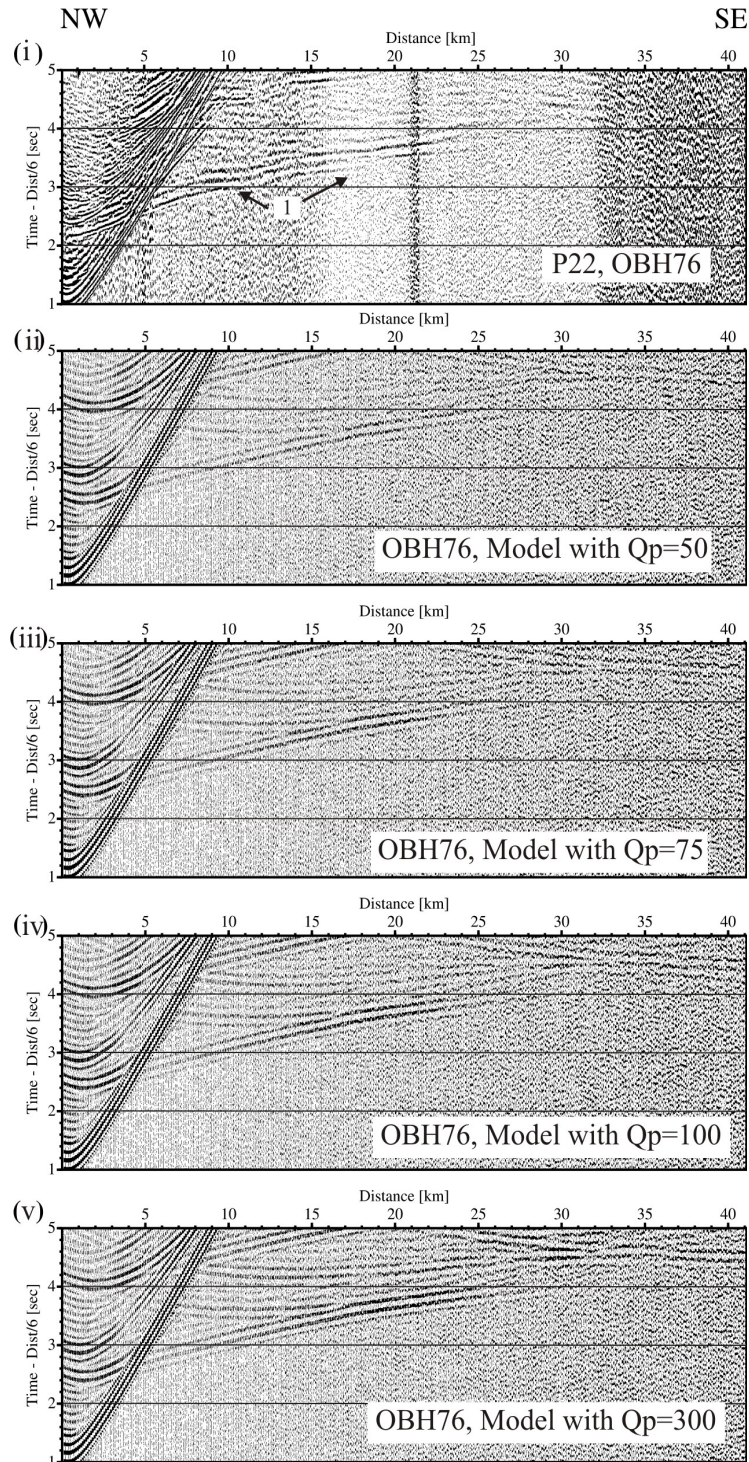 NW SE
(i)
Distance [km]
5 10 15 20 25 30 35 40
5
4
3
2
1
Time - Dist/6 [sec]
1
P22, OBH76
(ii)
Distance [km]
5 10 15 20 25 30 35 40
5
4
3
2
1
Time - Dist/6 [sec]
OBH76, Model with Qp=50
(iii)
Distance [km]
5 10 15 20 25 30 35 40
5
4
3
2
1
Time - Dist/6 [sec]
OBH76, Model with Qp=75
(iv)
Distance [km]
5 10 15 20 25 30 35 40
5
4
3
2
1
Time - Dist/6 [sec]
OBH76, Model with Qp=100
(v)
Distance [km]
5 10 15 20 25 30 35 40
5
4
3
2
1
Time - Dist/6 [sec]
OBH76, Model with Qp=300